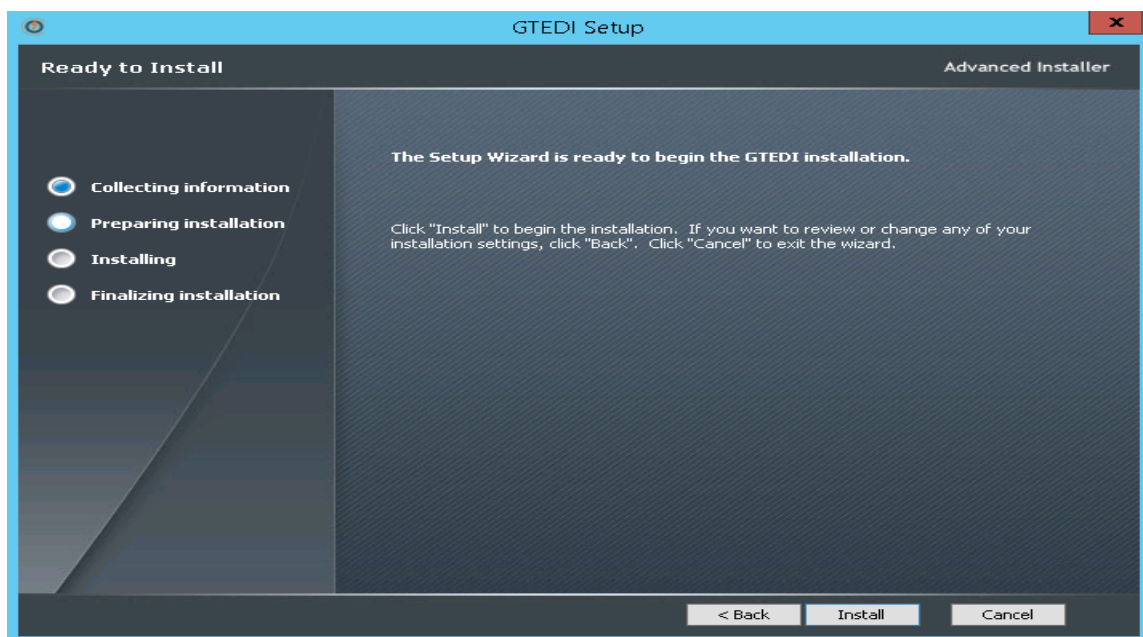 GTEDI Setup
x
Ready to Install
Advanced Installer
Collecting information
Preparing installation
Installing
Finalizing installation
The Setup Wizard is ready to begin the GTEDI installation.
Click "Install" to begin the installation.  If you want to review or change any of your
installation settings, click "Back".  Click "Cancel" to exit the wizard.
< Back
Install
Cancel